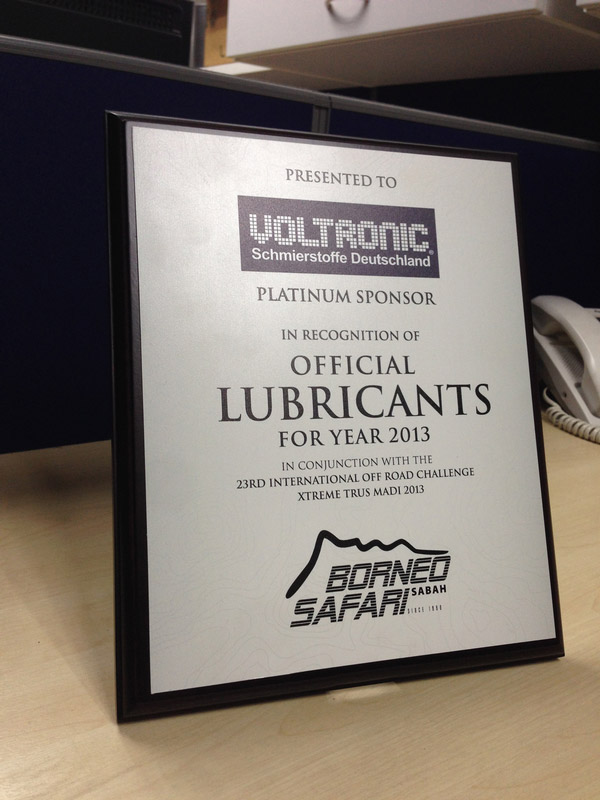 PRESENTED TO
VOLTRONIC®
Schmierstoffe Deutschland
PLATINUM SPONSOR
IN RECOGNITION OF
OFFICIAL
LUBRICANTS
FOR YEAR 2013
IN CONJUNCTION WITH THE
23RD INTERNATIONAL OFF ROAD CHALLENGE
XTREME TRUS MADI 2013
BORNEO
SAFARI SABAH
SINCE